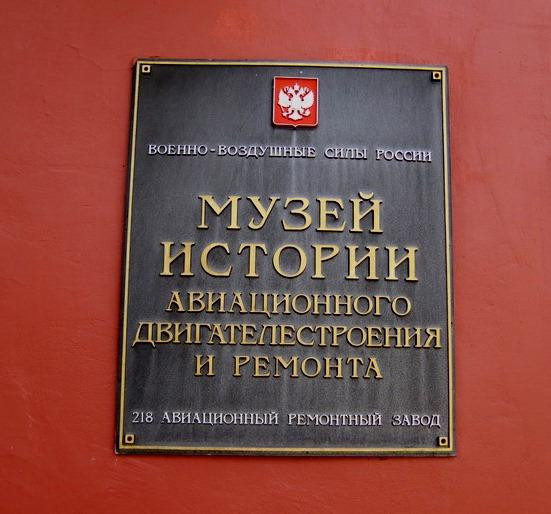 ВОЕННО-ВОЗДУШНЫЕ СИЛЫ РОССИИ
МУЗЕЙ
ИСТОРИИ
АВИАЦИОННОГО
ДВИГАТЕЛЕСТРОЕНИЯ
И РЕМОНТА
218 АВИАЦИОННЫЙ РЕМОНТНЫЙ ЗАВОД